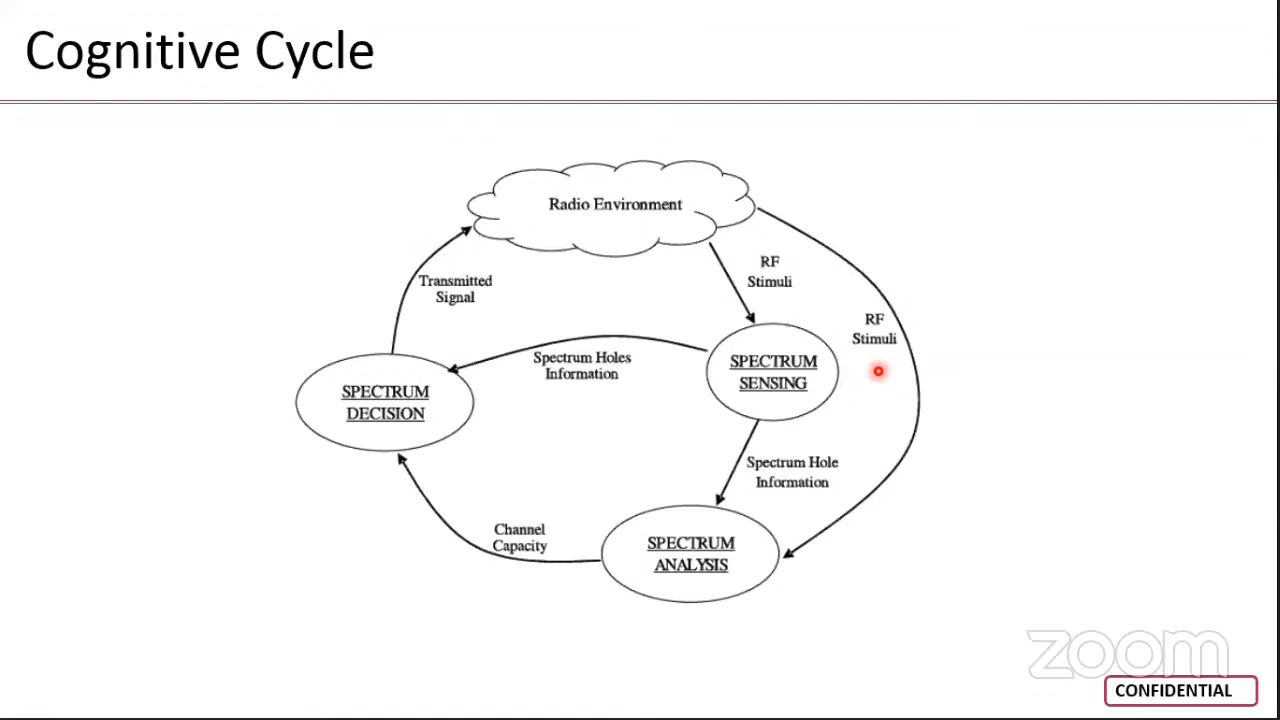 Cognitive Cycle
Radio Environment
RF
Stimuli
Transmitted
Signal
RF
Stimuli
Spectrum Holes
Information
SPECTRUM
SENSING
SPECTRUM
DECISION
Spectrum Hole
Information
Channel
Capacity
SPECTRUM
ANALYSIS
zoom
CONFIDENTIAL